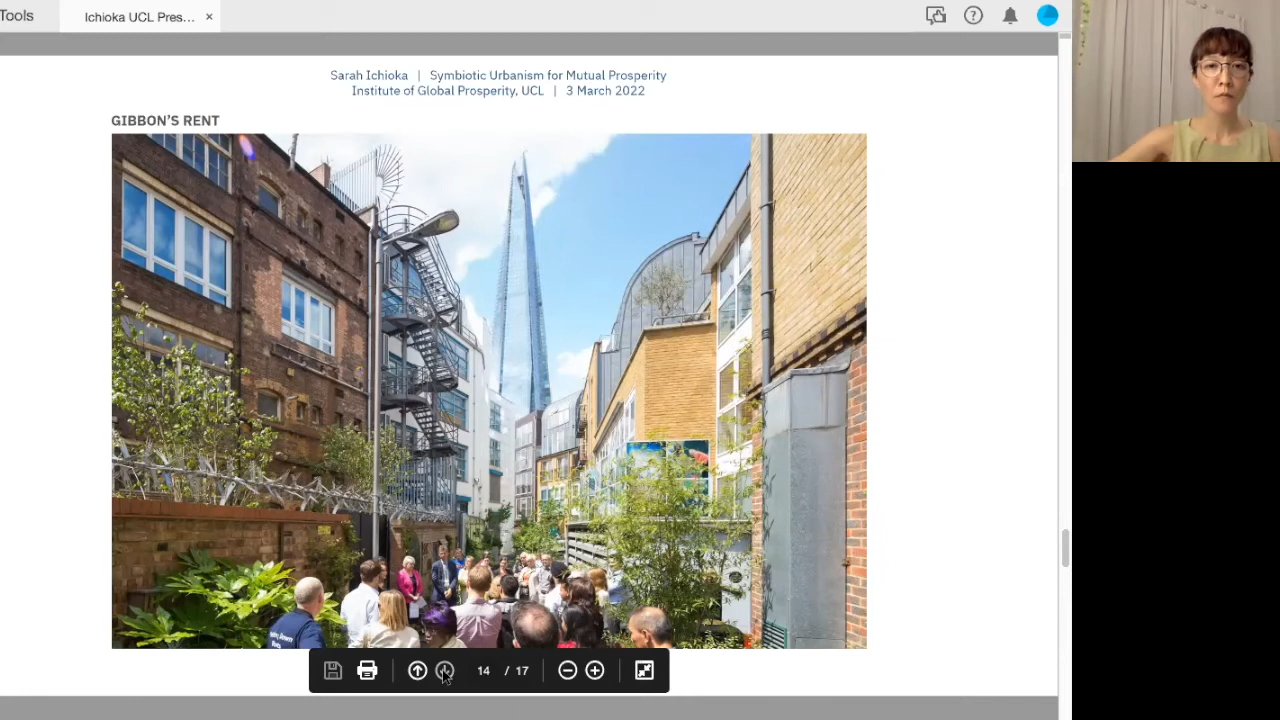 Tools
Ichioka UCL Pres... ×
Sarah Ichioka | Symbiotic Urbanism for Mutual Prosperity
Institute of Global Prosperity, UCL | 3 March 2022
GIBBON'S RENT
14 / 17